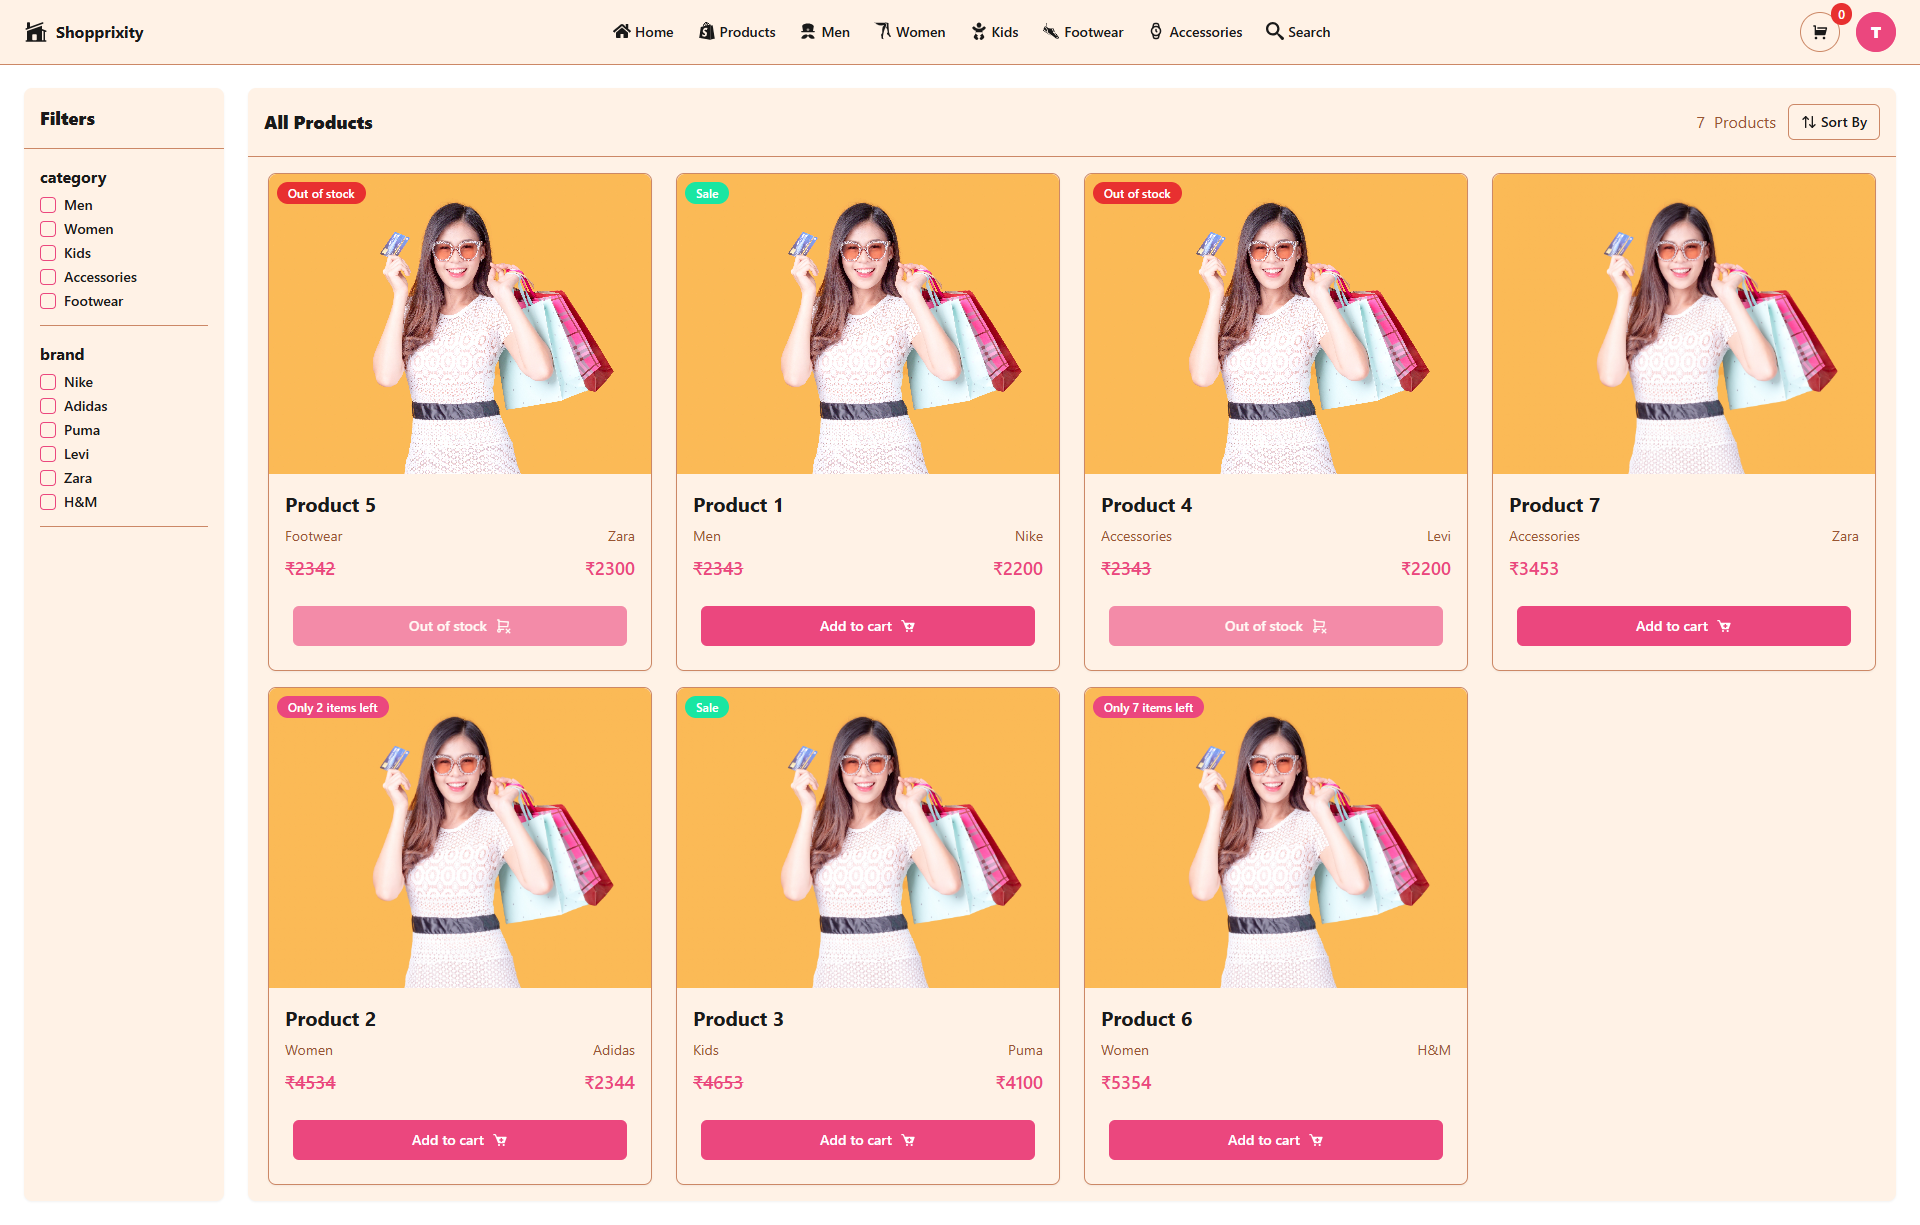 Shopprixity
Home Products Men Women Kids Footwear Accessories Search
0
T
Filters
category
Men
Women
Kids
Accessories
Footwear
brand
Nike
Adidas
Puma
Levi
Zara
H&M
All Products
7 Products
Sort By
Out of stock
Product 5
Footwear Zara
₹2342 ₹2300
Out of stock
Sale
Product 1
Men Nike
₹2343 ₹2200
Add to cart
Out of stock
Product 4
Accessories Levi
₹2343 ₹2200
Out of stock
Product 7
Accessories Zara
₹3453
Add to cart
Only 2 items left
Product 2
Women Adidas
₹4534 ₹2344
Add to cart
Sale
Product 3
Kids Puma
₹4653 ₹4100
Add to cart
Only 7 items left
Product 6
Women H&M
₹5354
Add to cart